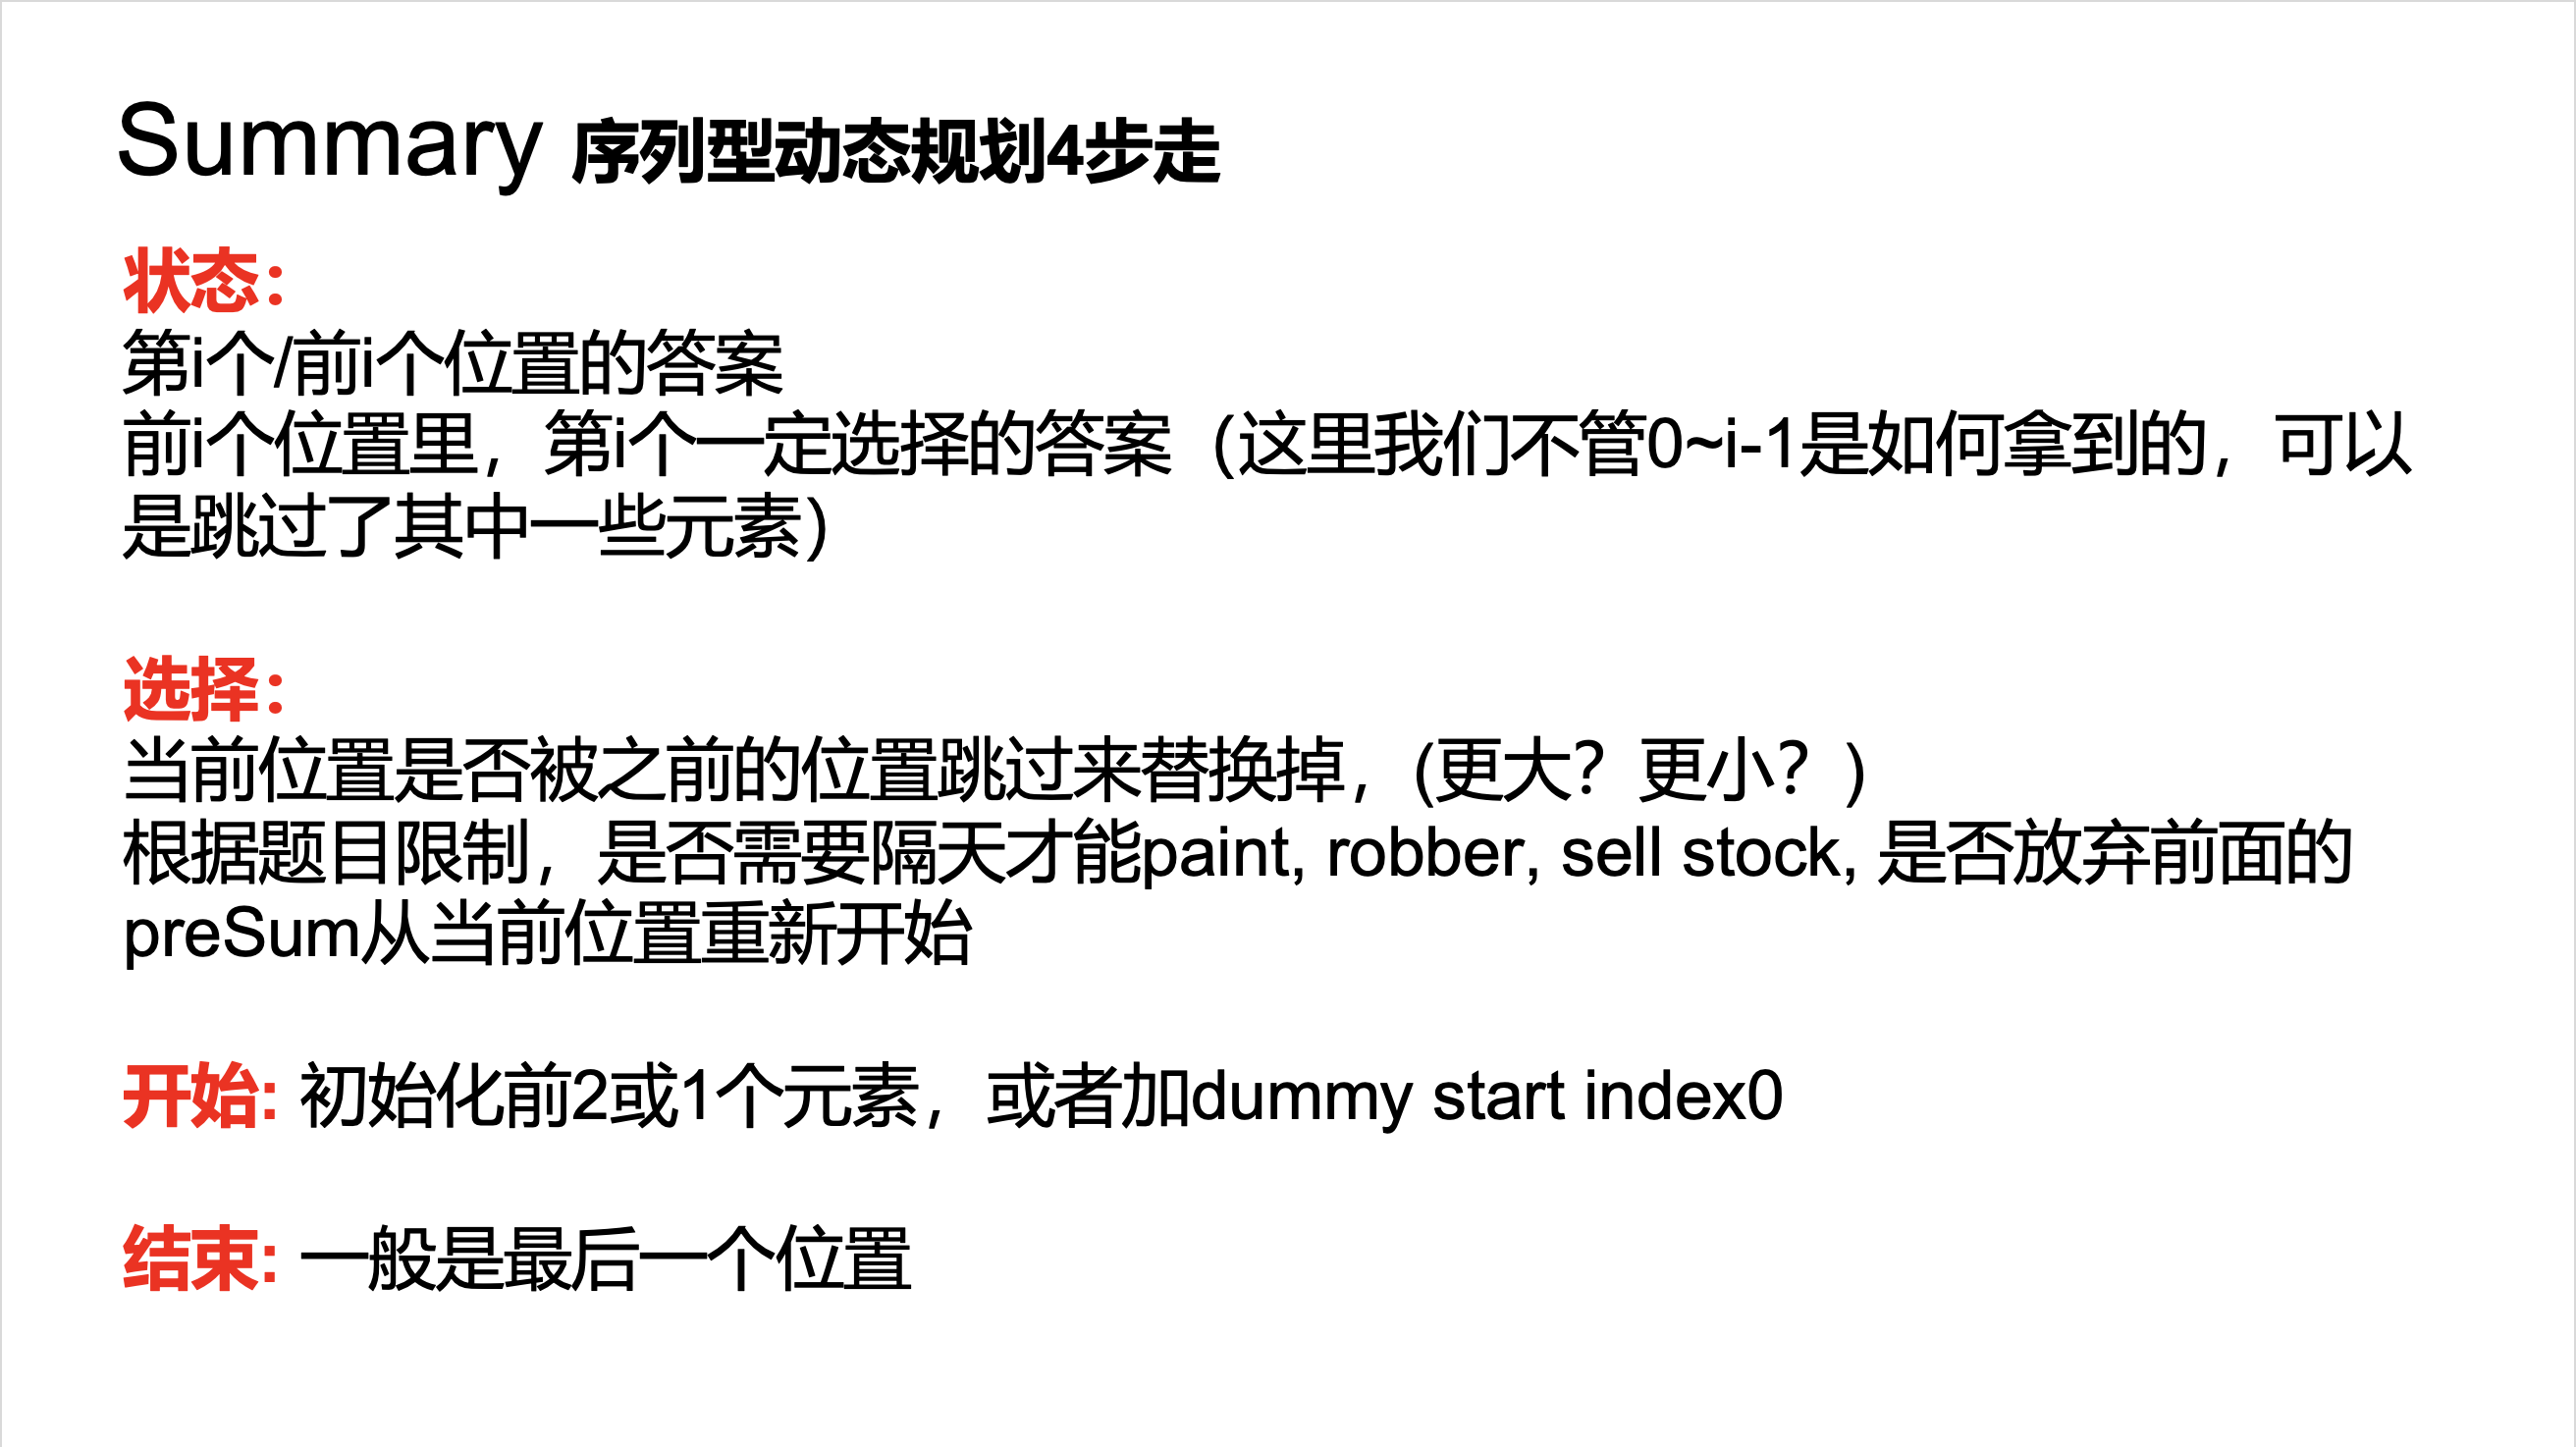 Summary 序列型动态规划4步走
状态：
第i个/前i个位置的答案
前i个位置里，第i个一定选择的答案（这里我们不管0~i-1是如何拿到的，可以
是跳过了其中一些元素）
选择：
当前位置是否被之前的位置跳过来替换掉，(更大？更小？)
根据题目限制，是否需要隔天才能paint, robber, sell stock, 是否放弃前面的
preSum从当前位置重新开始
开始: 初始化前2或1个元素，或者加dummy start index0
结束: 一般是最后一个位置